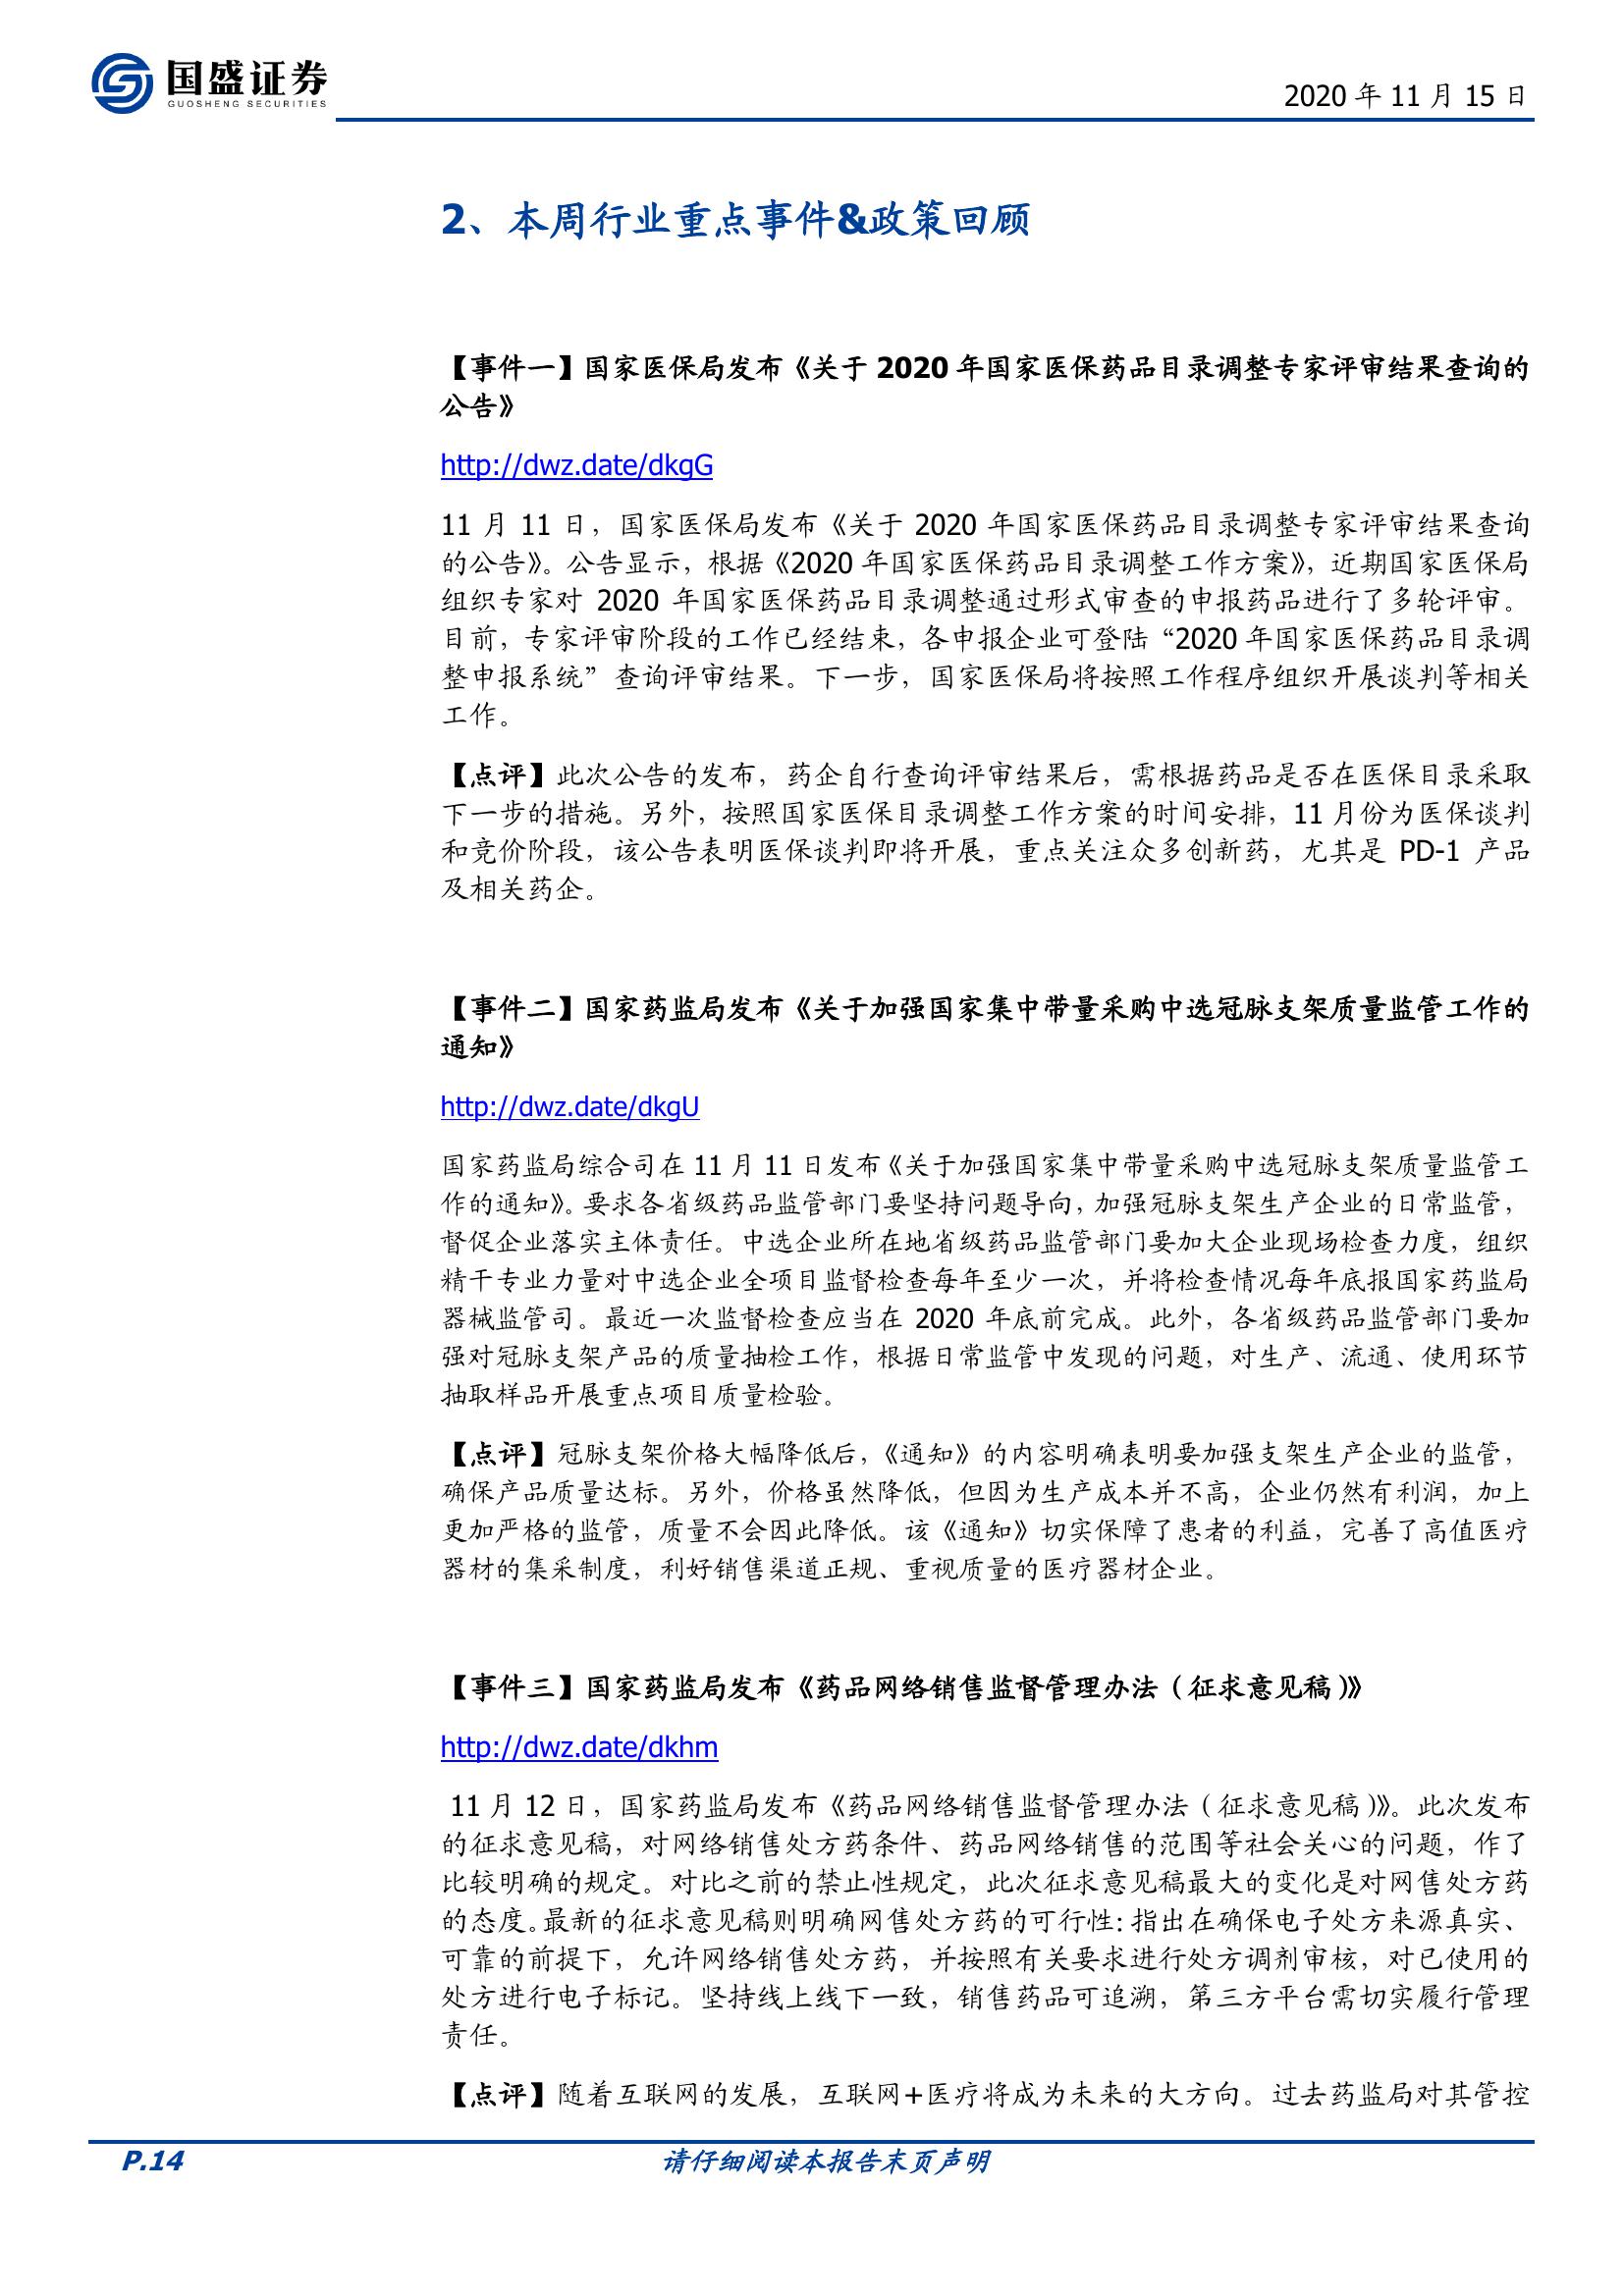 国盛证券
GUOSHENG SECURITIES
2020 年 11 月 15 日
2、本周行业重点事件&政策回顾
【事件一】国家医保局发布《关于 2020 年国家医保药品目录调整专家评审结果查询的
公告》
http://dwz.date/dkgG
11 月 11 日，国家医保局发布《关于 2020 年国家医保药品目录调整专家评审结果查询
的公告》。公告显示，根据《2020 年国家医保药品目录调整工作方案》，近期国家医保局
组织专家对 2020 年国家医保药品目录调整通过形式审查的申报药品进行了多轮评审。
目前，专家评审阶段的工作已经结束，各申报企业可登陆“2020 年国家医保药品目录调
整申报系统”查询评审结果。下一步，国家医保局将按照工作程序组织开展谈判等相关
工作。
【点评】此次公告的发布，药企自行查询评审结果后，需根据药品是否在医保目录采取
下一步的措施。另外，按照国家医保目录调整工作方案的时间安排，11 月份为医保谈判
和竞价阶段，该公告表明医保谈判即将开展，重点关注众多创新药，尤其是 PD-1 产品
及相关药企。
【事件二】国家药监局发布《关于加强国家集中带量采购中选冠脉支架质量监管工作的
通知》
http://dwz.date/dkgU
国家药监局综合司在 11 月 11 日发布《关于加强国家集中带量采购中选冠脉支架质量监管工
作的通知》。要求各省级药品监管部门要坚持问题导向，加强冠脉支架生产企业的日常监管，
督促企业落实主体责任。中选企业所在地省级药品监管部门要加大企业现场检查力度，组织
精干专业力量对中选企业全项目监督检查每年至少一次，并将检查情况每年底报国家药监局
器械监管司。最近一次监督检查应当在 2020 年底前完成。此外，各省级药品监管部门要加
强对冠脉支架产品的质量抽检工作，根据日常监管中发现的问题，对生产、流通、使用环节
抽取样品开展重点项目质量检验。
【点评】冠脉支架价格大幅降低后，《通知》的内容明确表明要加强支架生产企业的监管，
确保产品质量达标。另外，价格虽然降低，但因为生产成本并不高，企业仍然有利润，加上
更加严格的监管，质量不会因此降低。该《通知》切实保障了患者的利益，完善了高值医疗
器材的集采制度，利好销售渠道正规、重视质量的医疗器材企业。
【事件三】国家药监局发布《药品网络销售监督管理办法（征求意见稿）》
http://dwz.date/dkhm
11 月 12 日，国家药监局发布《药品网络销售监督管理办法（征求意见稿）》。此次发布
的征求意见稿，对网络销售处方药条件、药品网络销售的范围等社会关心的问题，作了
比较明确的规定。对比之前的禁止性规定，此次征求意见稿最大的变化是对网售处方药
的态度。最新的征求意见稿则明确网售处方药的可行性：指出在确保电子处方来源真实、
可靠的前提下，允许网络销售处方药，并按照有关要求进行处方调剂审核，对已使用的
处方进行电子标记。坚持线上线下一致，销售药品可追溯，第三方平台需切实履行管理
责任。
【点评】随着互联网的发展，互联网+医疗将成为未来的大方向。过去药监局对其管控
P.14
请仔细阅读本报告末页声明